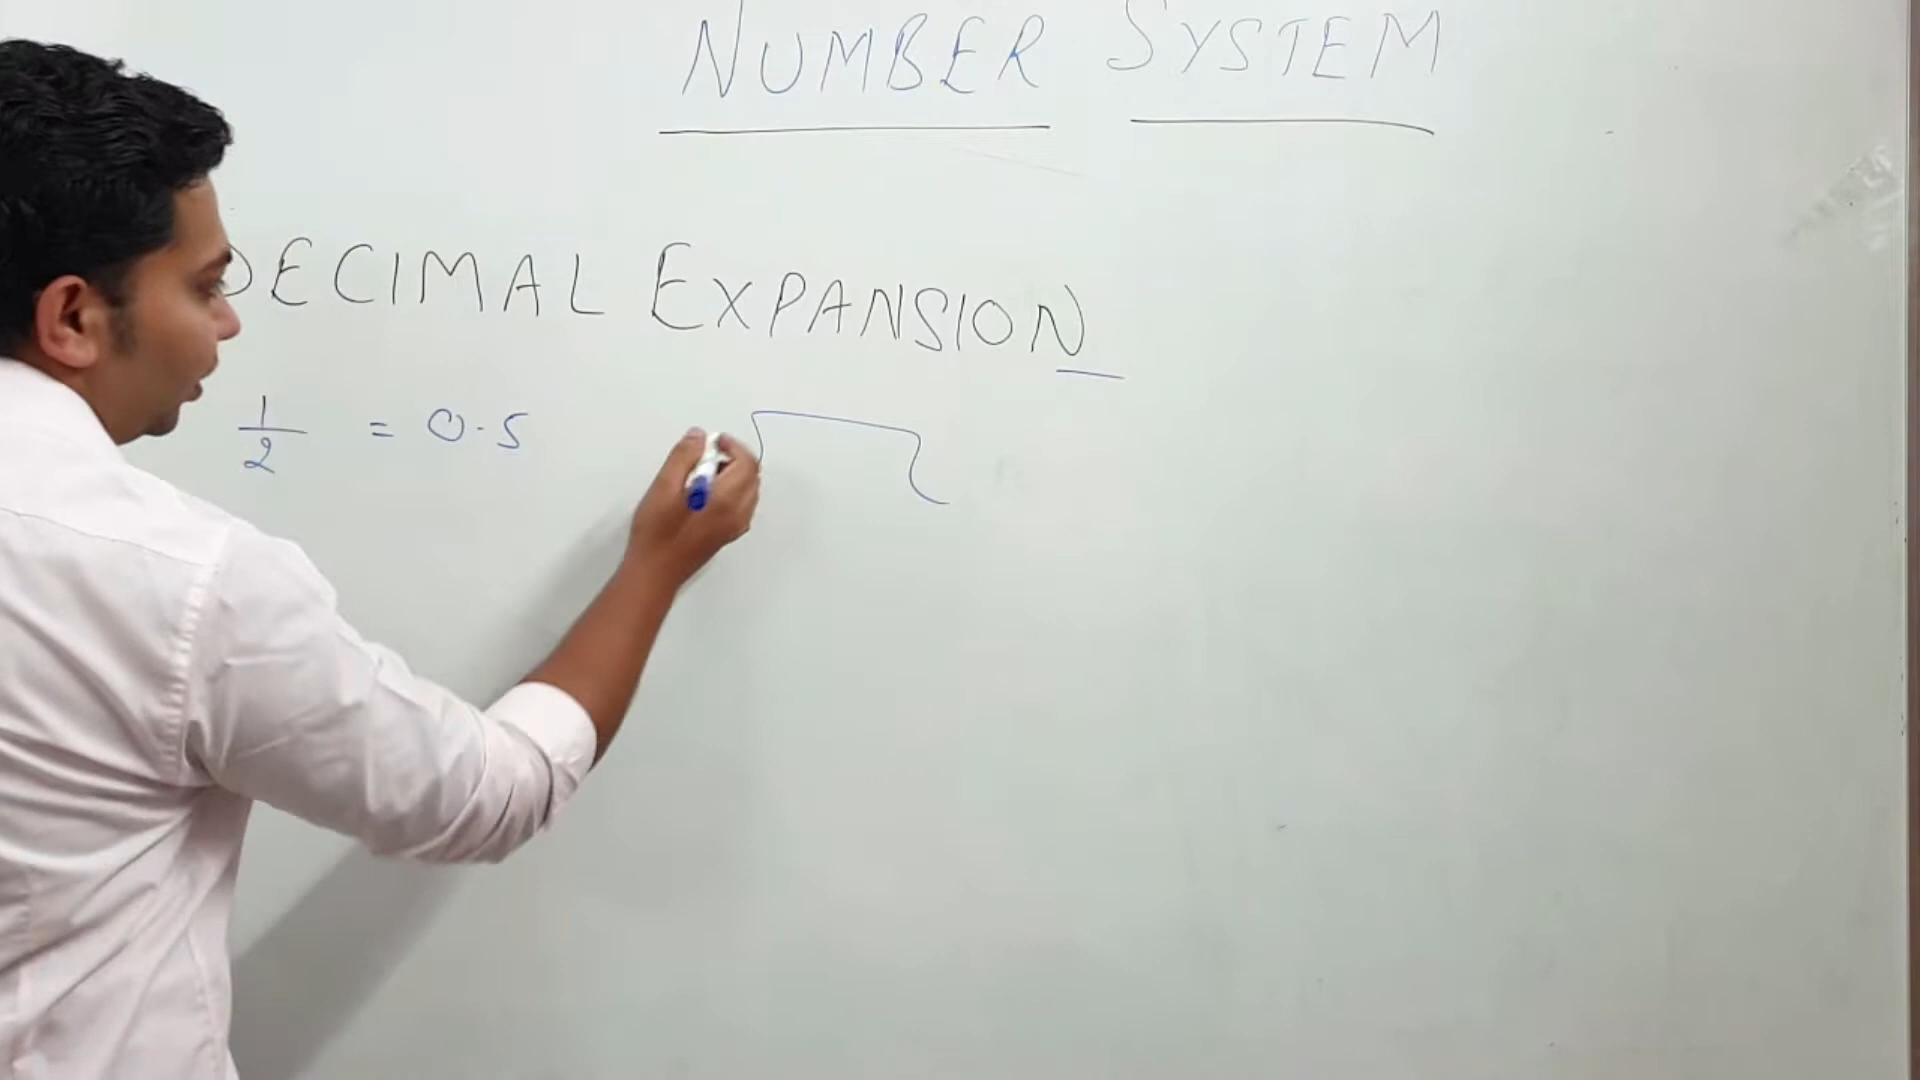 NUMBER SYSTEM
DECIMAL EXPANSION
1/2 = 0.5